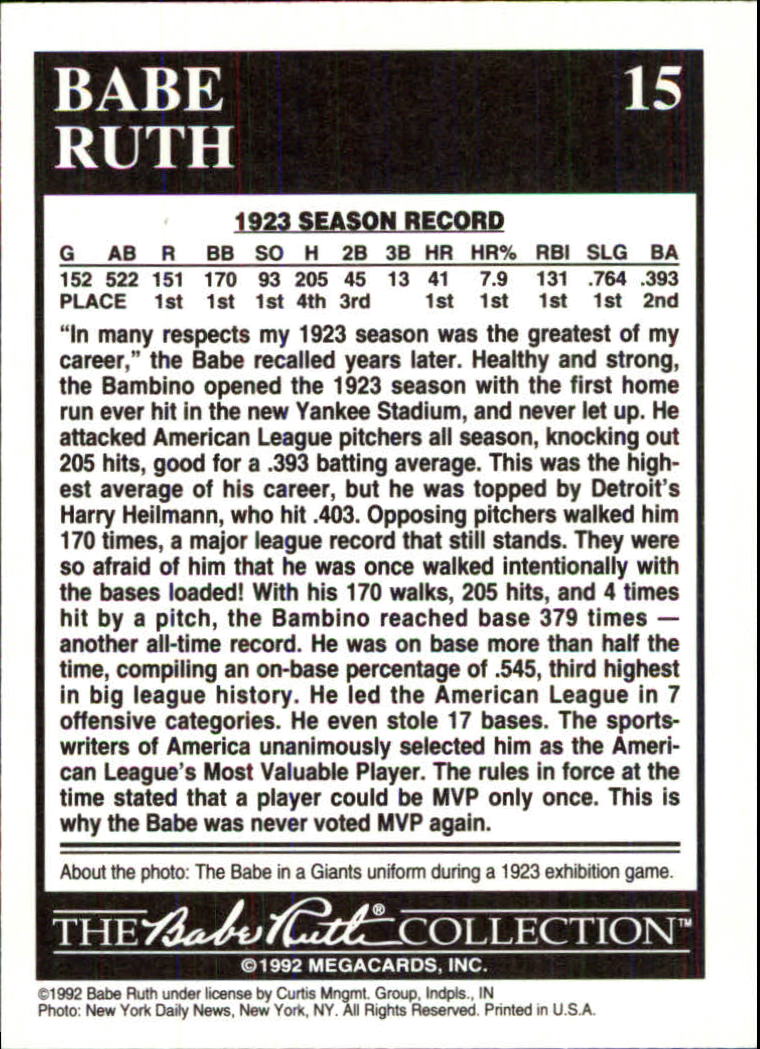 BABE
RUTH
15
1923 SEASON RECORD
G AB R BB SO H 2B 3B HR HR% RBI SLG BA
152 522 151 170 93 205 45 13 41 7.9 131 .764 .393
PLACE 1st 1st 1st 4th 3rd 1st 1st 1st 1st 2nd
“In many respects my 1923 season was the greatest of my
career,” the Babe recalled years later. Healthy and strong,
the Bambino opened the 1923 season with the first home
run ever hit in the new Yankee Stadium, and never let up. He
attacked American League pitchers all season, knocking out
205 hits, good for a .393 batting average. This was the high-
est average of his career, but he was topped by Detroit's
Harry Heilmann, who hit .403. Opposing pitchers walked him
170 times, a major league record that still stands. They were
so afraid of him that he was once walked intentionally with
the bases loaded! With his 170 walks, 205 hits, and 4 times
hit by a pitch, the Bambino reached base 379 times —
another all-time record. He was on base more than half the
time, compiling an on-base percentage of .545, third highest
in big league history. He led the American League in 7
offensive categories. He even stole 17 bases. The sports-
writers of America unanimously selected him as the Ameri-
can League's Most Valuable Player. The rules in force at the
time stated that a player could be MVP only once. This is
why the Babe was never voted MVP again.
About the photo: The Babe in a Giants uniform during a 1923 exhibition game.
THE Babe Ruth® COLLECTION™
©1992 MEGACARDS, INC.
©1992 Babe Ruth under license by Curtis Mngmt. Group, Indpls., IN
Photo: New York Daily News, New York, NY. All Rights Reserved. Printed in U.S.A.